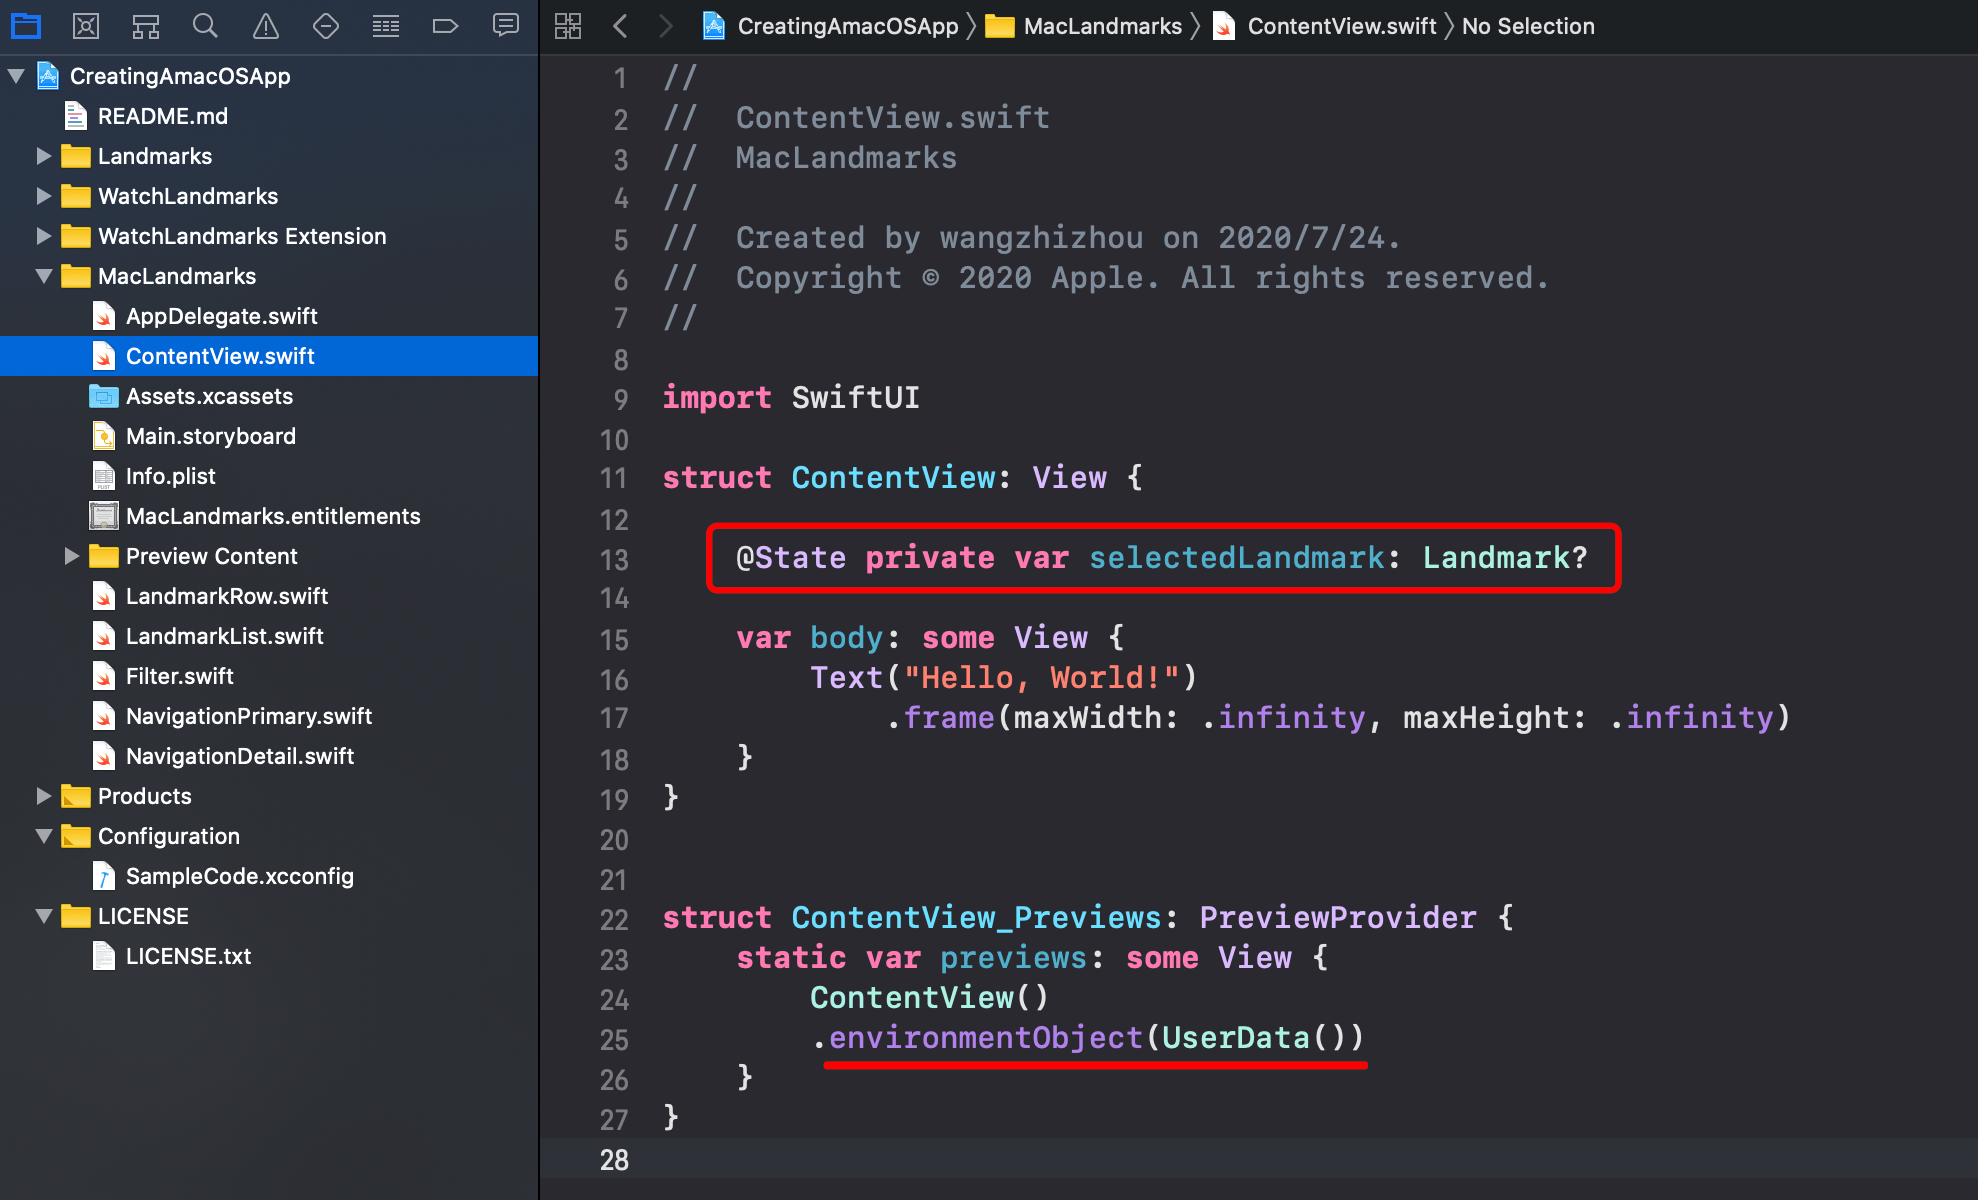 CreatingAmacOSApp
README.md
Landmarks
WatchLandmarks
WatchLandmarks Extension
MacLandmarks
AppDelegate.swift
ContentView.swift
Assets.xcassets
Main.storyboard
Info.plist
MacLandmarks.entitlements
Preview Content
LandmarkRow.swift
LandmarkList.swift
Filter.swift
NavigationPrimary.swift
NavigationDetail.swift
Products
Configuration
SampleCode.xcconfig
LICENSE
LICENSE.txt
CreatingAmacOSApp 〉 MacLandmarks 〉 ContentView.swift 〉 No Selection
1 //
2 //  ContentView.swift
3 //  MacLandmarks
4 //
5 //  Created by wangzhizhou on 2020/7/24.
6 //  Copyright © 2020 Apple. All rights reserved.
7 //
8
9 import SwiftUI
10
11 struct ContentView: View {
12
13     @State private var selectedLandmark: Landmark?
14
15     var body: some View {
16         Text("Hello, World!")
17             .frame(maxWidth: .infinity, maxHeight: .infinity)
18     }
19 }
20
21
22 struct ContentView_Previews: PreviewProvider {
23     static var previews: some View {
24         ContentView()
25         .environmentObject(UserData())
26     }
27 }
28